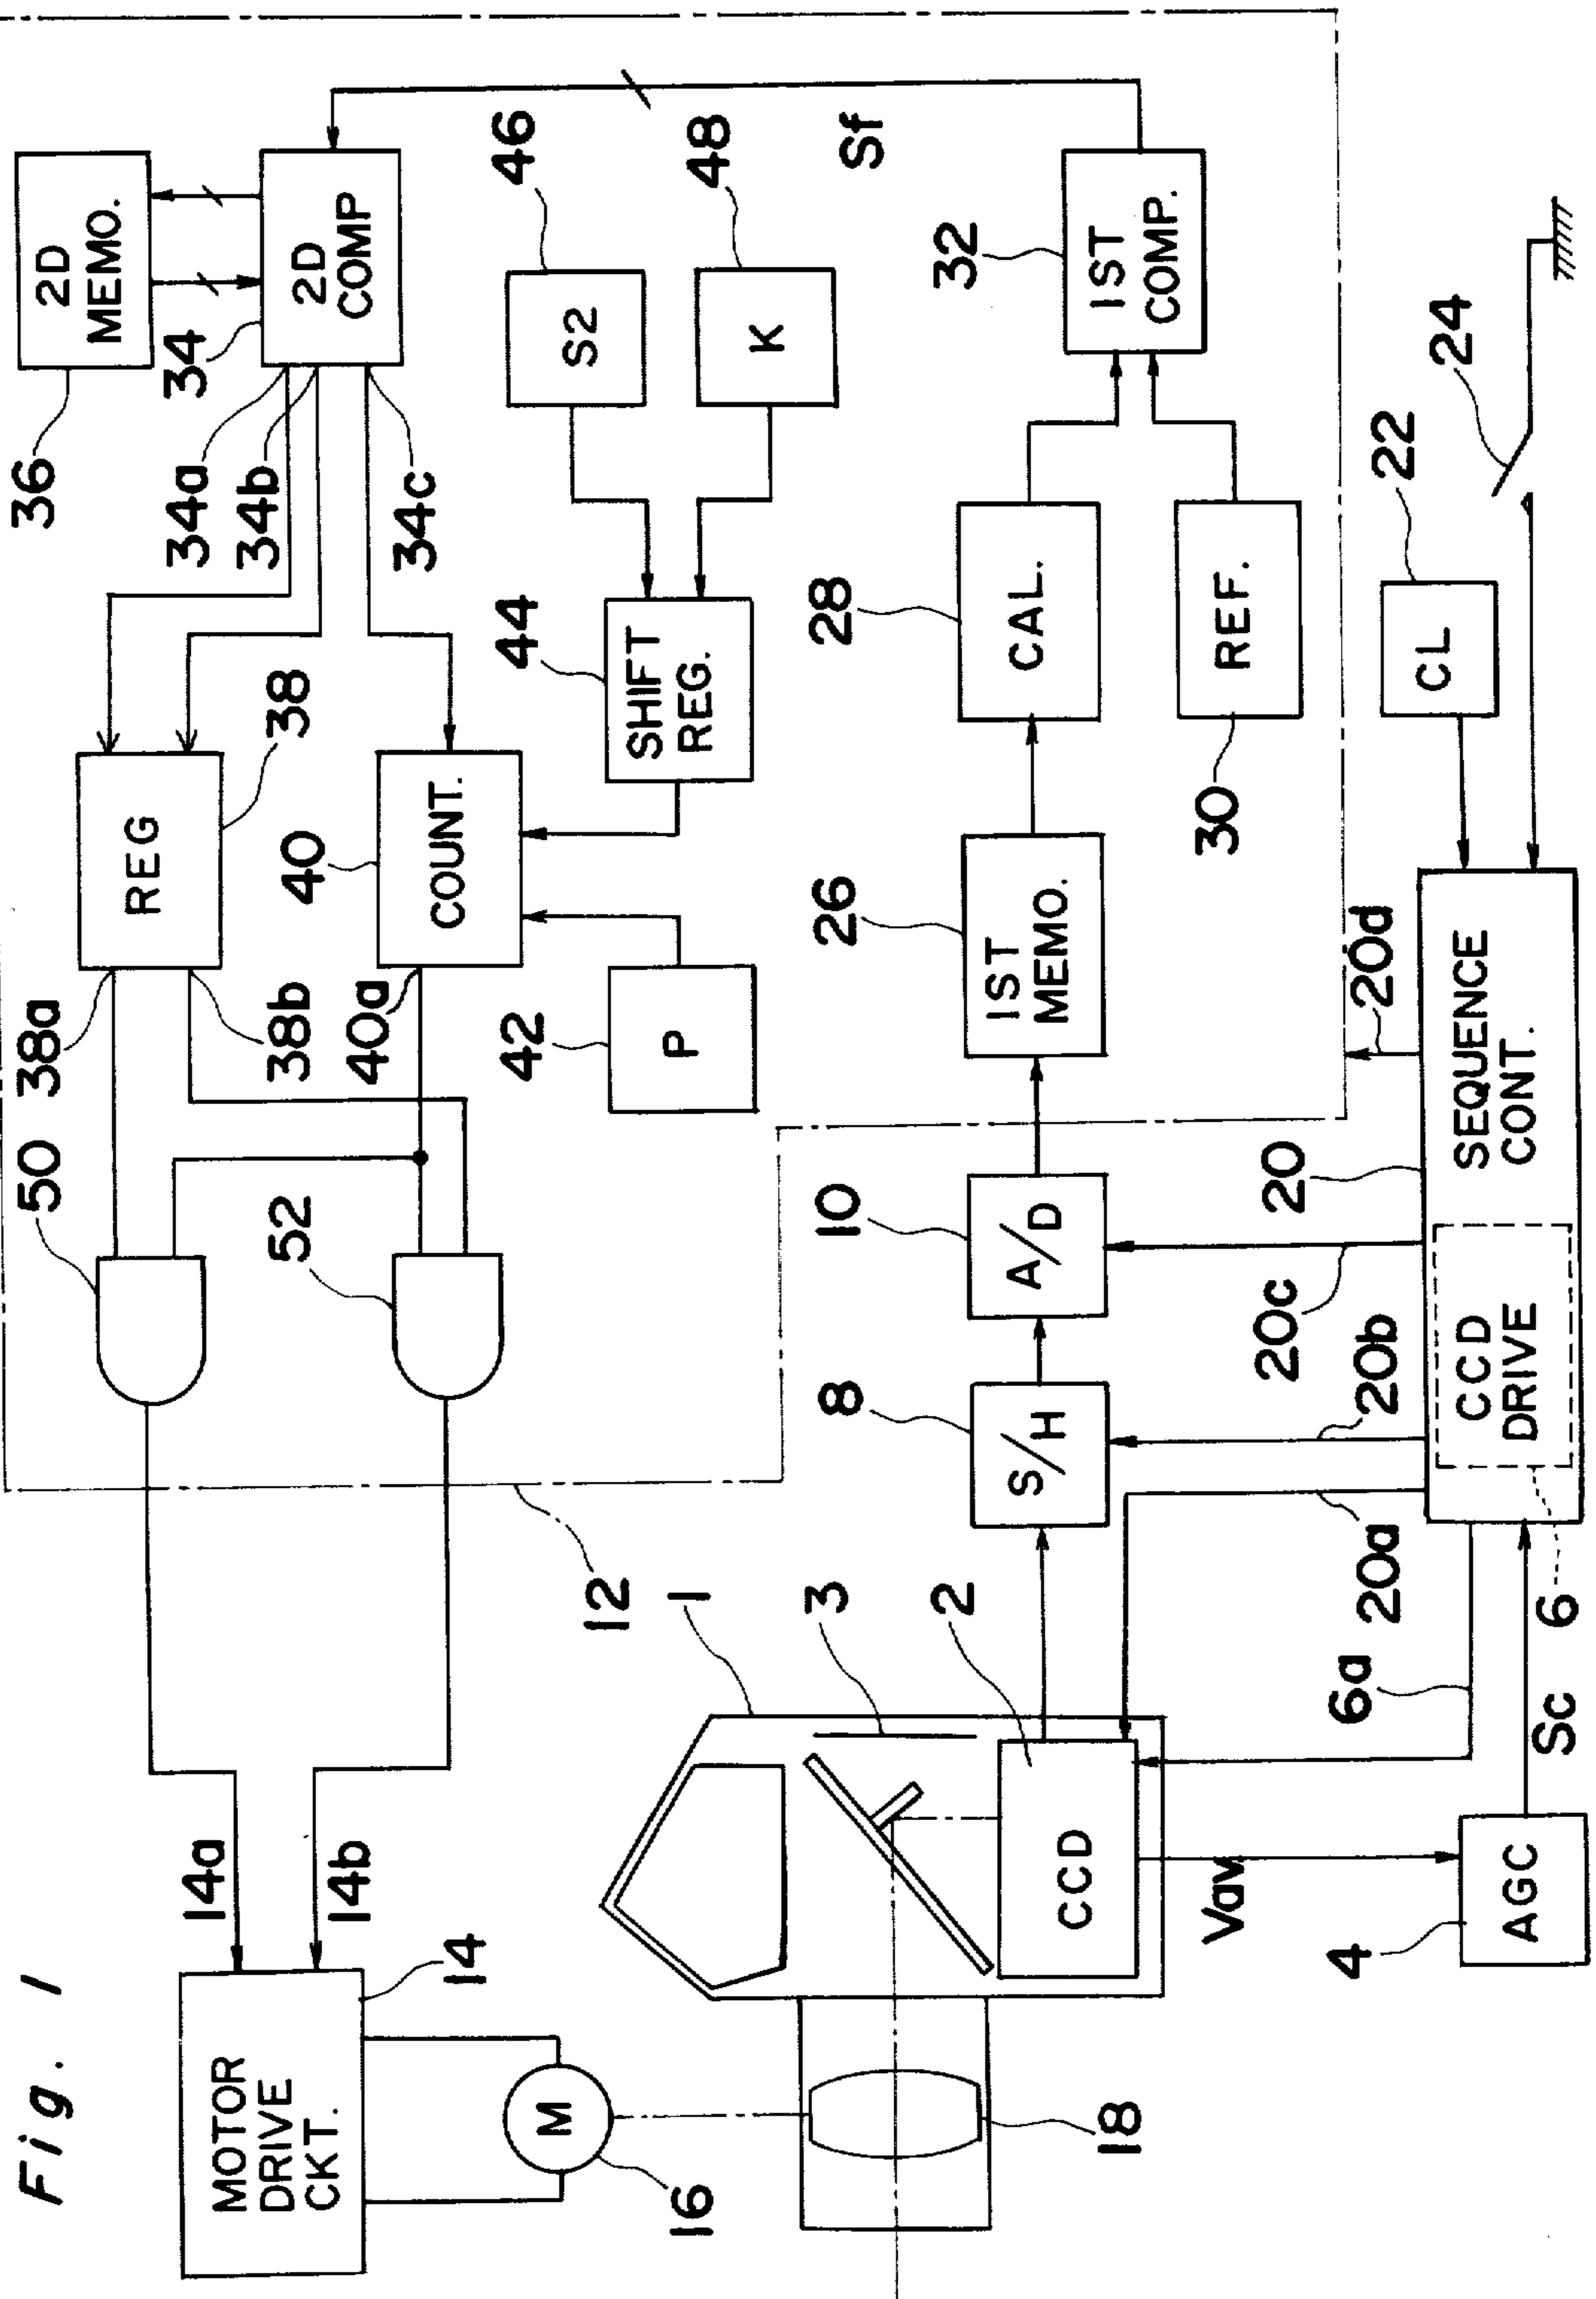 Fig. 1
MOTOR
DRIVE
CKT.
14
14a
14b
M
16
18
50
52
12
38a
38b
40a
REG
38
COUNT.
40
P
42
SHIFT
REG.
44
S2
46
K
48
2D
MEMO.
36
2D
COMP
34
34a
34b
34c
Sf
1
3
2
CCD
Vav
AGC
4
Sc
6a
S/H
8
A/D
10
1ST
MEMO.
26
CAL.
28
REF.
30
1ST
COMP.
32
20a
20b
20c
20d
20
6
CCD
DRIVE
SEQUENCE
CONT.
CL
22
24